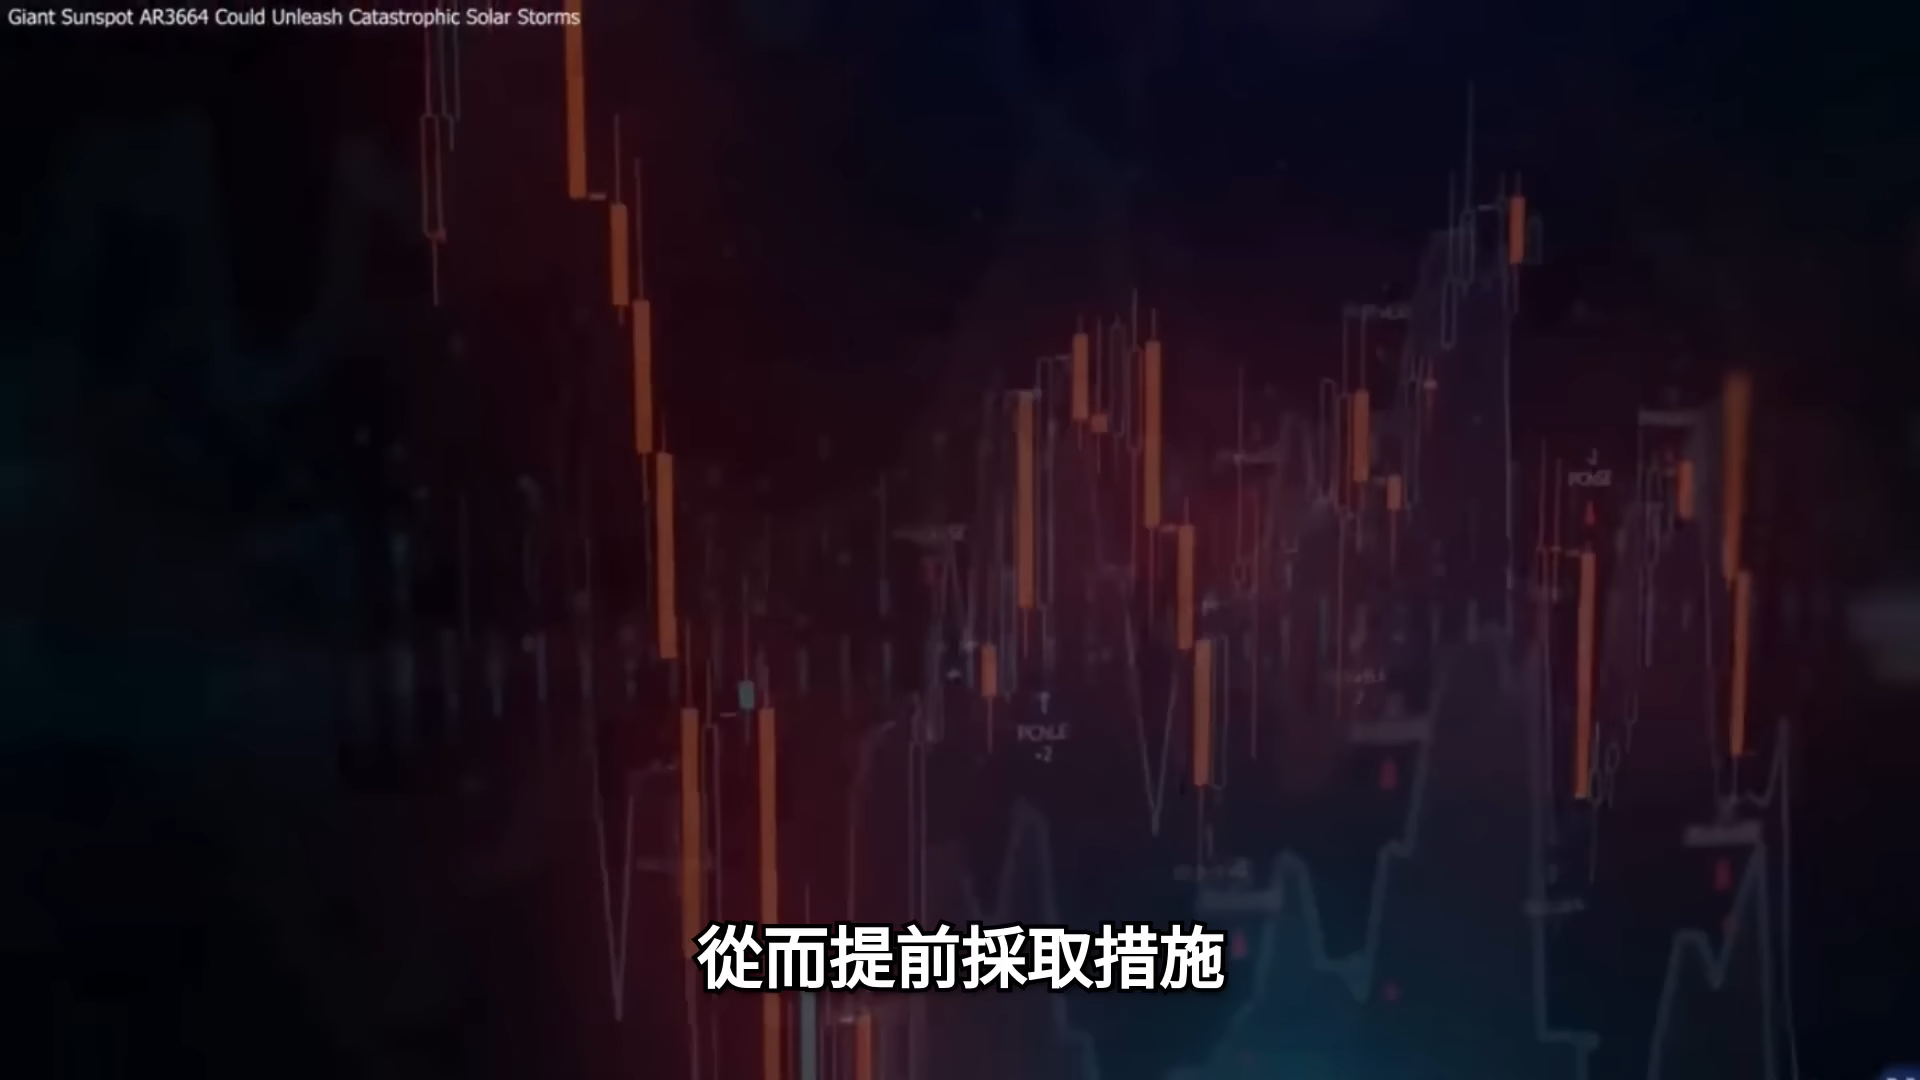 Giant Sunspot AR3664 Could Unleash Catastrophic Solar Storms
從而提前採取措施